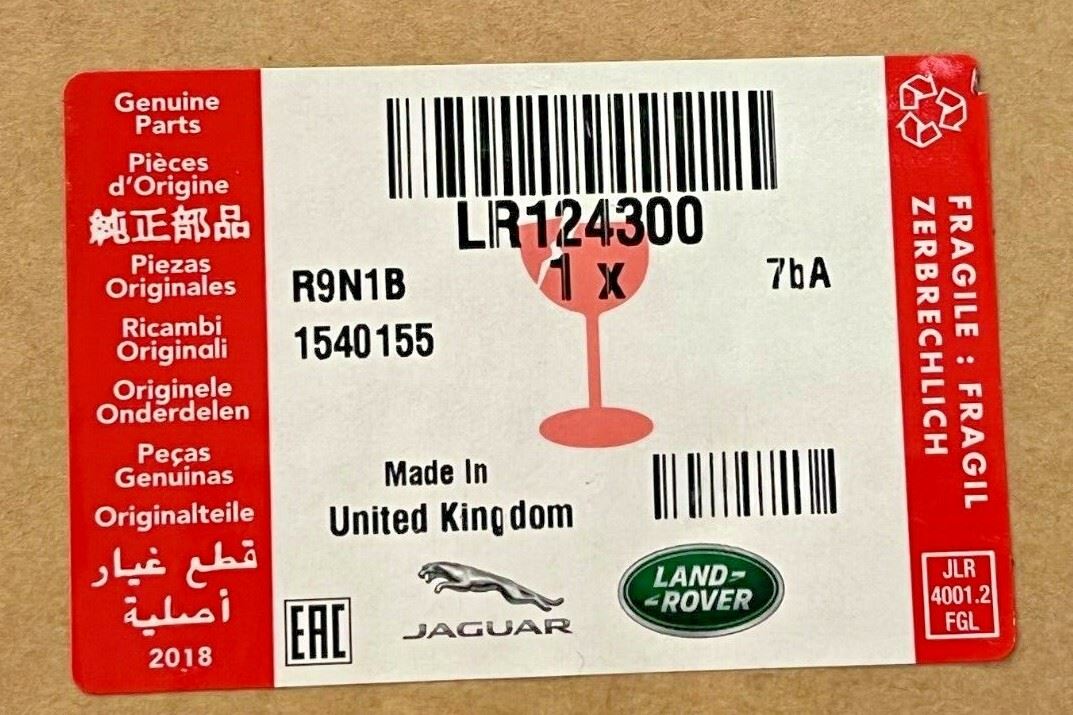 Genuine
Parts
Pièces
d'Origine
純正部品
Piezas
Originales
Ricambi
Originali
Originele
Onderdelen
Peças
Genuinas
Originalteile
قطع غيار
أصلية
2018
LR124300
1 x
7bA
R9N1B
1540155
Made In
United Kingdom
EAC
JAGUAR
LAND-
-ROVER
FRAGILE : FRAGIL
ZERBRECHLICH
JLR
4001.2
FGL